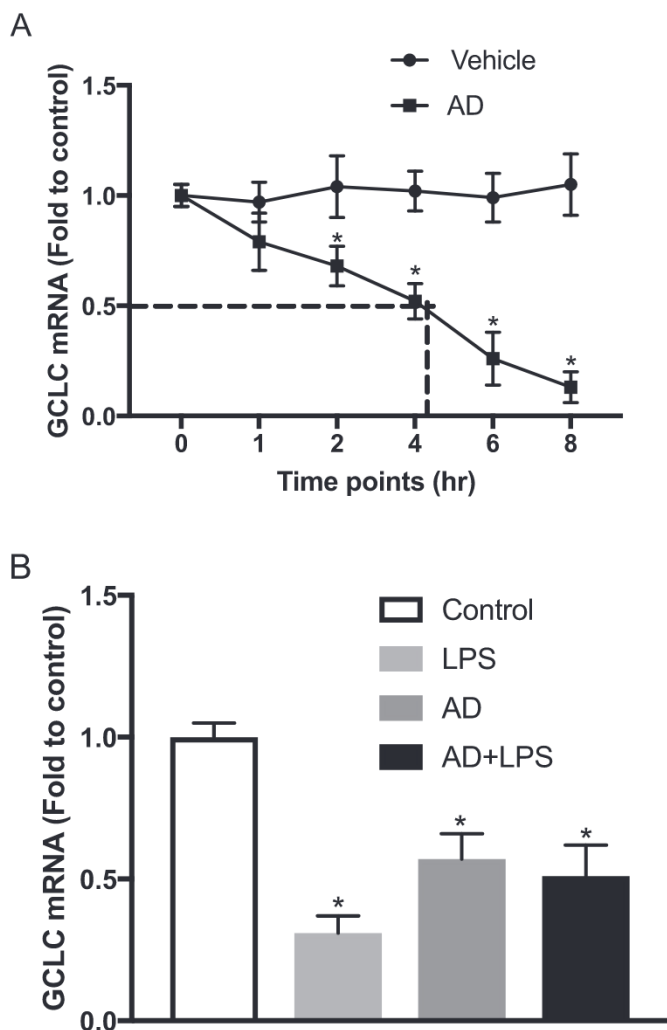 A
Vehicle
AD
GCLC mRNA (Fold to control)
1.5
1.0
0.5
0.0
*
*
*
*
0 1 2 4 6 8
Time points (hr)
B
Control
LPS
AD
AD+LPS
GCLC mRNA (Fold to control)
1.5
1.0
0.5
0.0
*
*
*